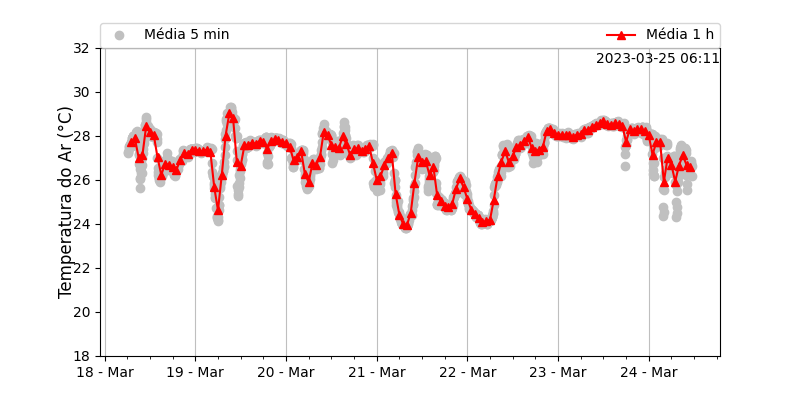 Média 5 min
Média 1 h
2023-03-25 06:11
Temperatura do Ar (°C)
32
30
28
26
24
22
20
18
18 - Mar
19 - Mar
20 - Mar
21 - Mar
22 - Mar
23 - Mar
24 - Mar